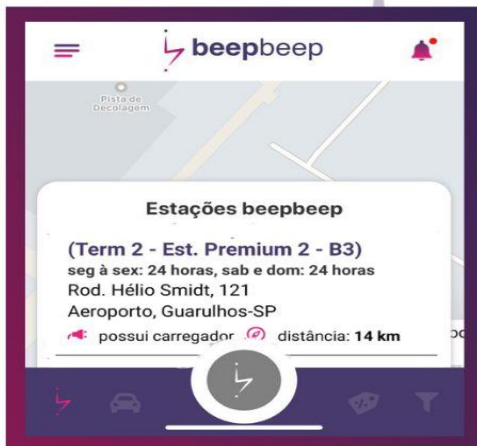 beepbeep
Pista de
Decolagem
Estações beepbeep
(Term 2 - Est. Premium 2 - B3)
seg à sex: 24 horas, sab e dom: 24 horas
Rod. Hélio Smidt, 121
Aeroporto, Guarulhos-SP
possui carregador distância: 14 km